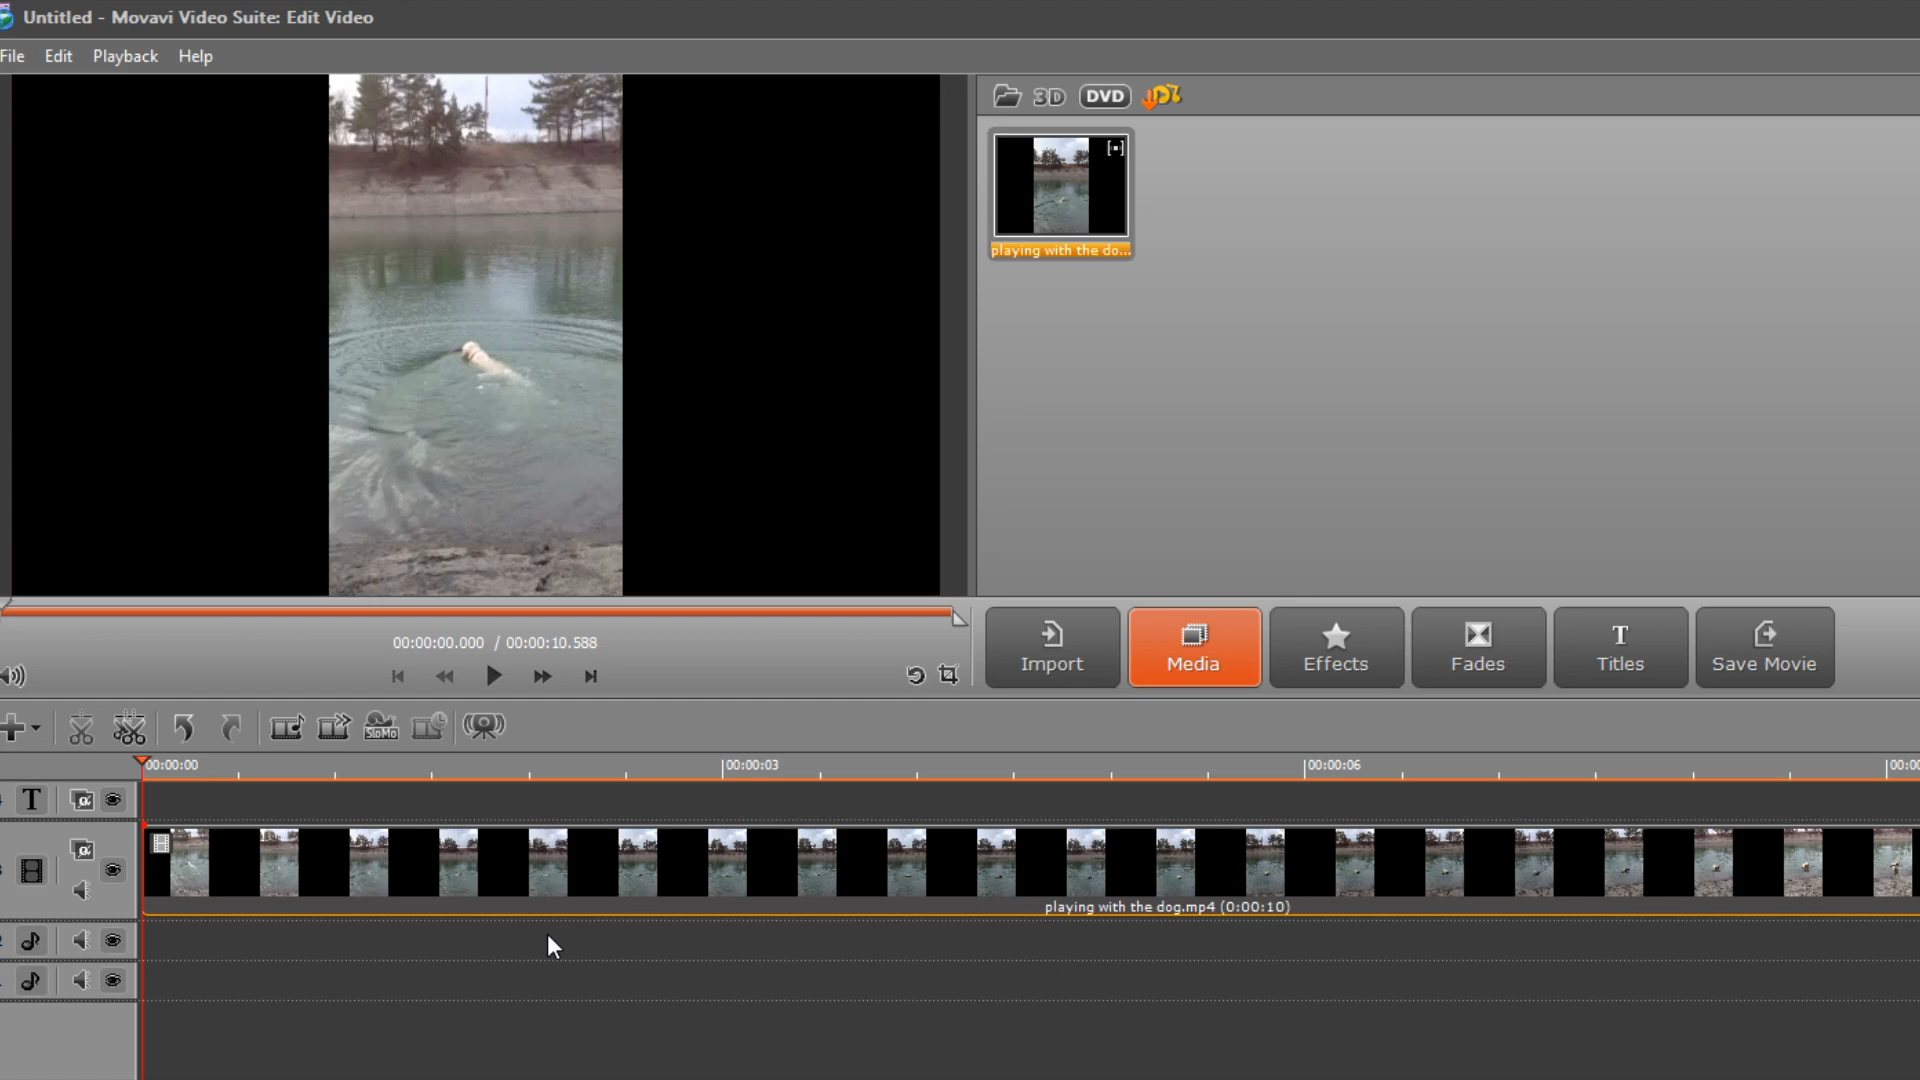 Untitled - Movavi Video Suite: Edit Video
File Edit Playback Help
3D DVD
playing with the do...
00:00:00.000 / 00:00:10.588
Import Media Effects Fades Titles Save Movie
SloMo
00:00:00 00:00:03 00:00:06
T
playing with the dog.mp4 (0:00:10)